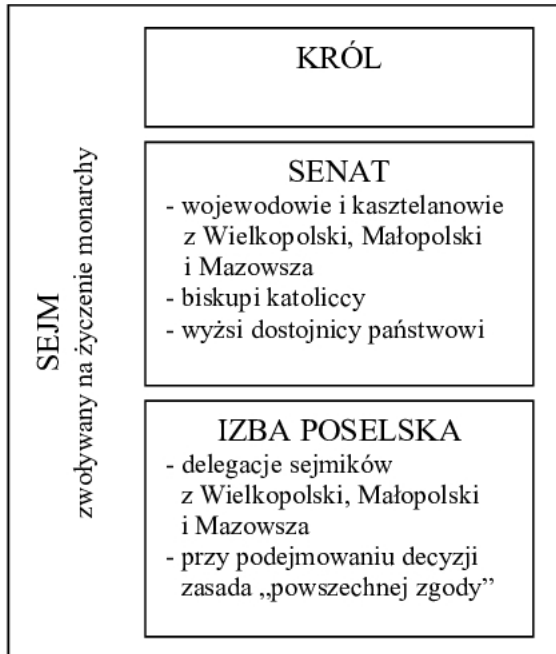 SEJM
zwoływany na życzenie monarchy
KRÓL
SENAT
- wojewodowie i kasztelanowie
z Wielkopolski, Małopolski
i Mazowsza
- biskupi katoliccy
- wyżsi dostojnicy państwowi
IZBA POSELSKA
- delegacje sejmików
z Wielkopolski, Małopolski
i Mazowsza
- przy podejmowaniu decyzji
zasada „powszechnej zgody”